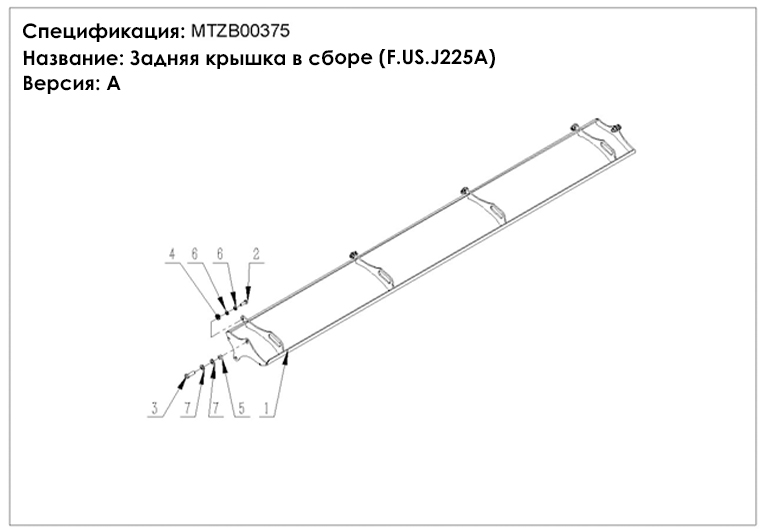 Спецификация: MTZB00375
Название: Задняя крышка в сборе (F.US.J225A)
Версия: A
4 6 6 2
3 7 7 5 1